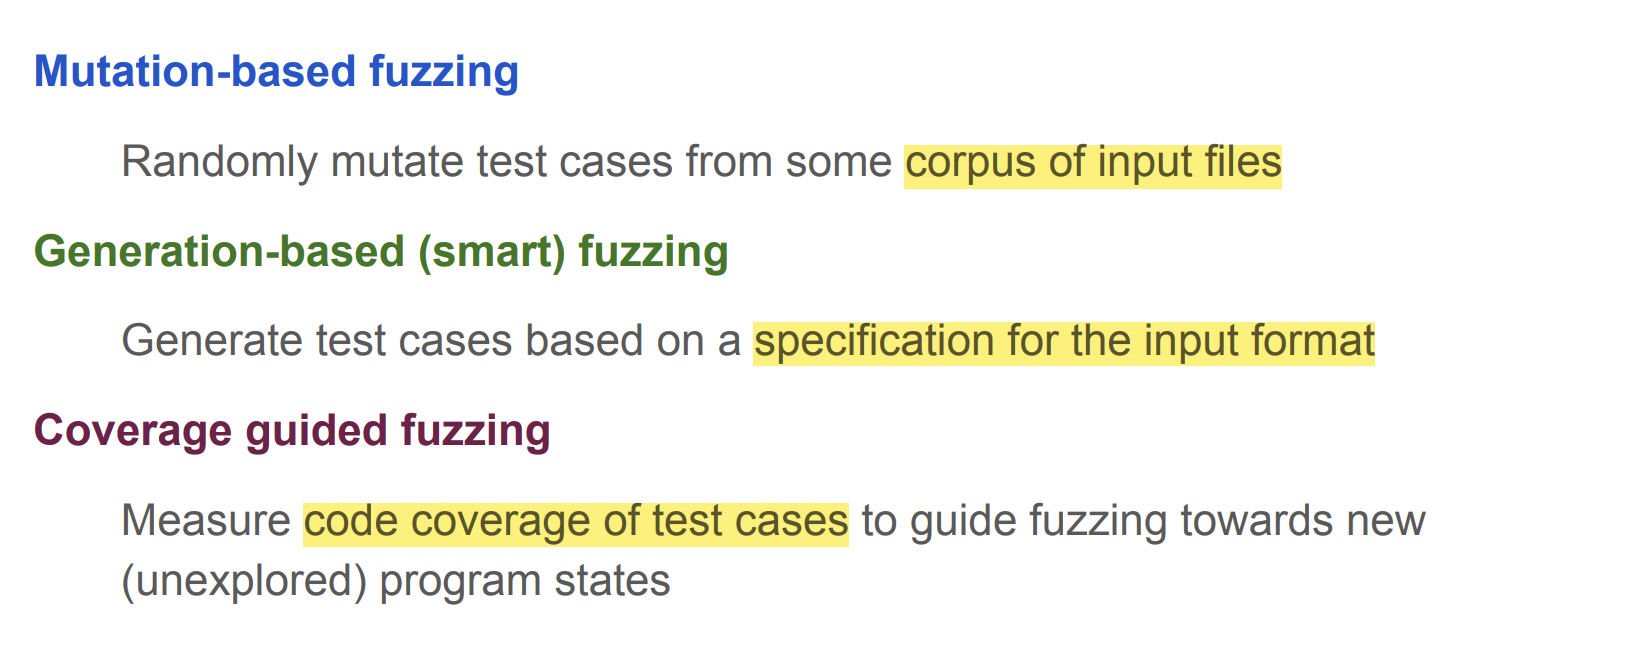 Mutation-based fuzzing
Randomly mutate test cases from some corpus of input files
Generation-based (smart) fuzzing
Generate test cases based on a specification for the input format
Coverage guided fuzzing
Measure code coverage of test cases to guide fuzzing towards new
(unexplored) program states